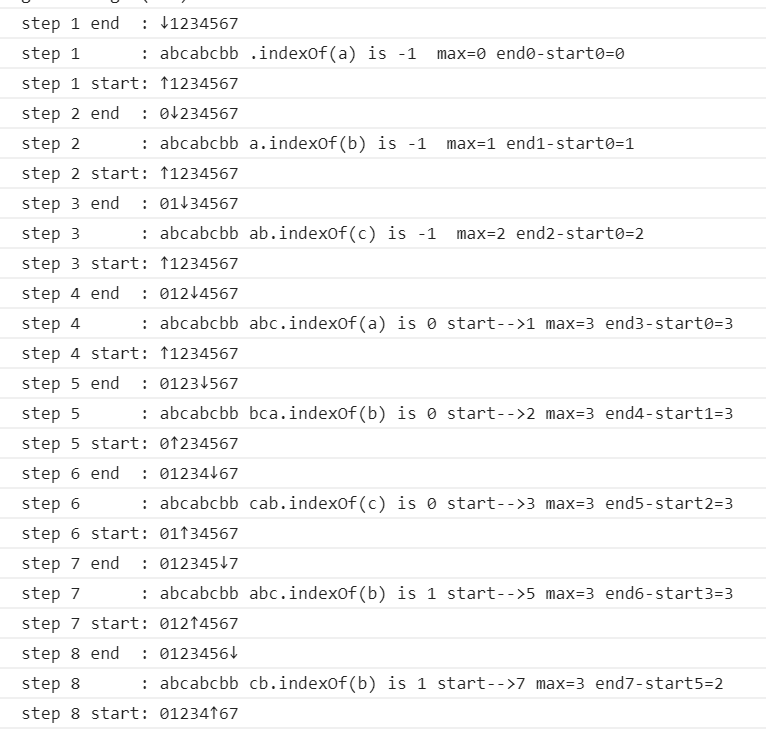 step 1 end  : ↓1234567
step 1      : abcabcbb .indexOf(a) is -1  max=0 end0-start0=0
step 1 start: ↑1234567
step 2 end  : 0↓234567
step 2      : abcabcbb a.indexOf(b) is -1  max=1 end1-start0=1
step 2 start: ↑1234567
step 3 end  : 01↓34567
step 3      : abcabcbb ab.indexOf(c) is -1  max=2 end2-start0=2
step 3 start: ↑1234567
step 4 end  : 012↓4567
step 4      : abcabcbb abc.indexOf(a) is 0 start-->1 max=3 end3-start0=3
step 4 start: ↑1234567
step 5 end  : 0123↓567
step 5      : abcabcbb bca.indexOf(b) is 0 start-->2 max=3 end4-start1=3
step 5 start: 0↑234567
step 6 end  : 01234↓67
step 6      : abcabcbb cab.indexOf(c) is 0 start-->3 max=3 end5-start2=3
step 6 start: 01↑34567
step 7 end  : 012345↓7
step 7      : abcabcbb abc.indexOf(b) is 1 start-->5 max=3 end6-start3=3
step 7 start: 012↑4567
step 8 end  : 0123456↓
step 8      : abcabcbb cb.indexOf(b) is 1 start-->7 max=3 end7-start5=2
step 8 start: 01234↑67